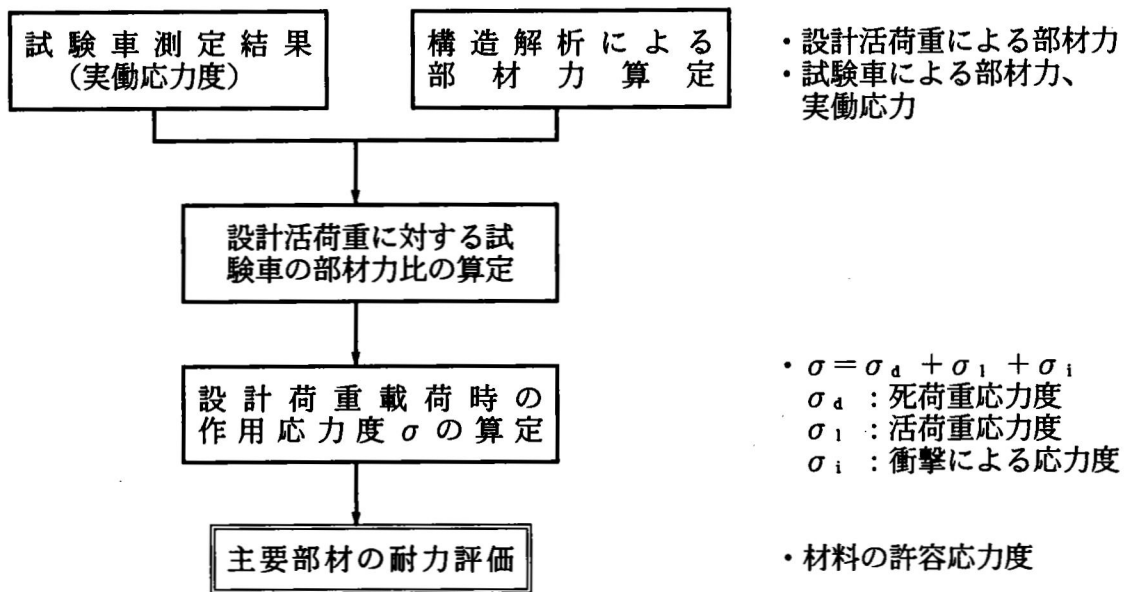 試験車測定結果
(実働応力度)
構造解析による
部材力算定
・設計活荷重による部材力
・試験車による部材力、
実働応力
設計活荷重に対する試
験車の部材力比の算定
設計荷重載荷時の
作用応力度σの算定
・σ=σd+σl+σi
σd:死荷重応力度
σl:活荷重応力度
σi:衝撃による応力度
主要部材の耐力評価
・材料の許容応力度